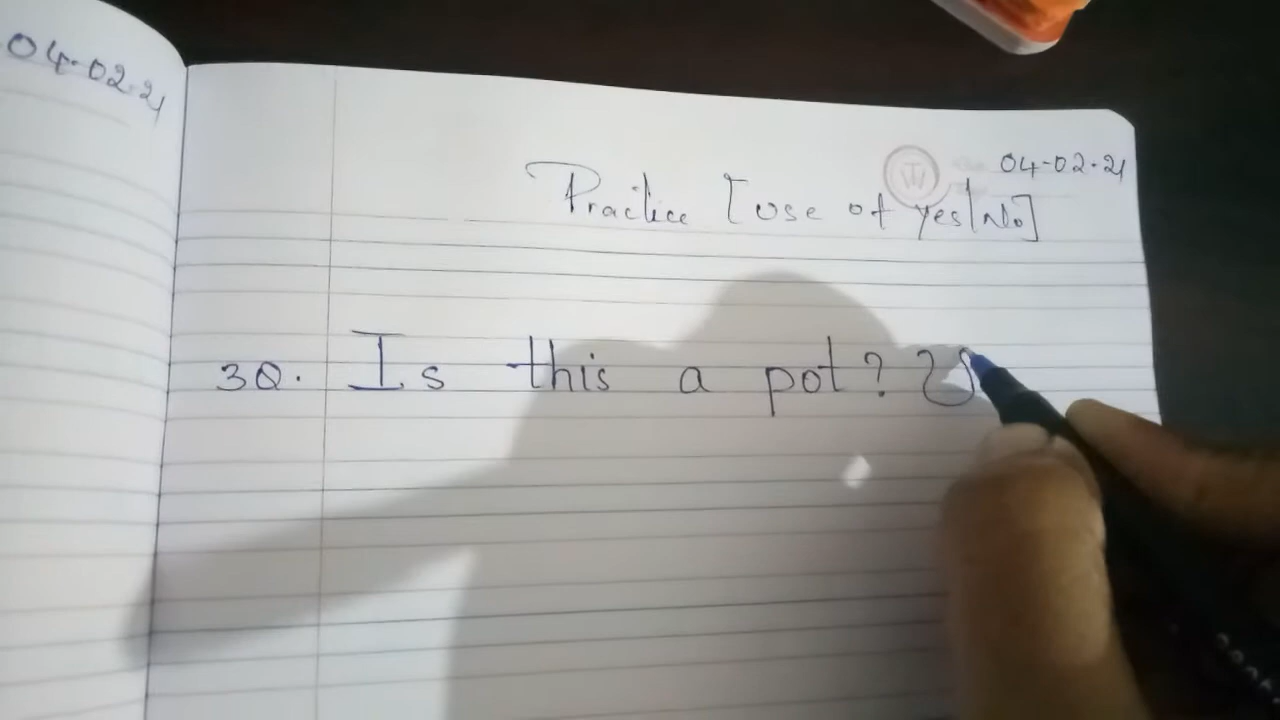 04-02-21
04-02-21
Practice [use of yes/No]
3Q. Is this a pot?